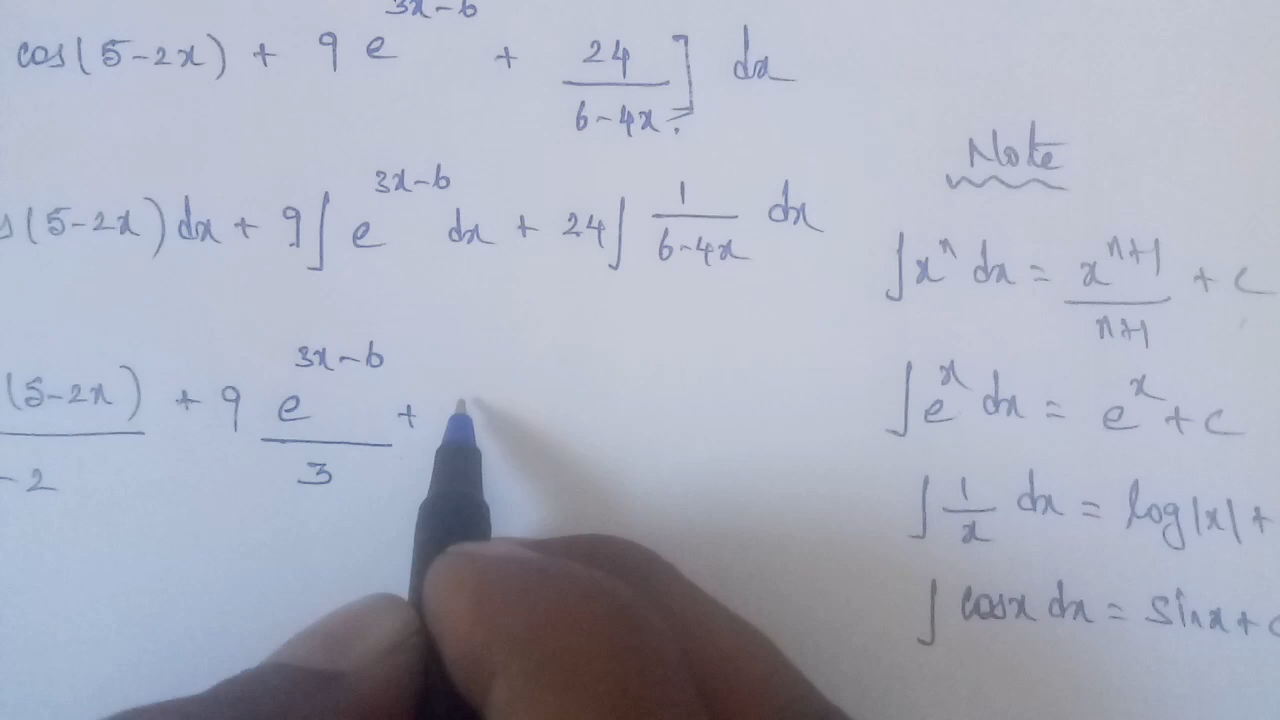 cos(5-2x) + 9 e^{3x-6} + 24/(6-4x)] dx
s(5-2x) dx + 9 ∫ e^{3x-6} dx + 24 ∫ 1/(6-4x) dx
(5-2x)/-2 + 9 e^{3x-6}/3 +
Note
∫ x^n dx = x^{n+1}/(n+1) + c
∫ e^x dx = e^x + c
∫ 1/x dx = log|x| +
∫ cosx dx = sinx + c